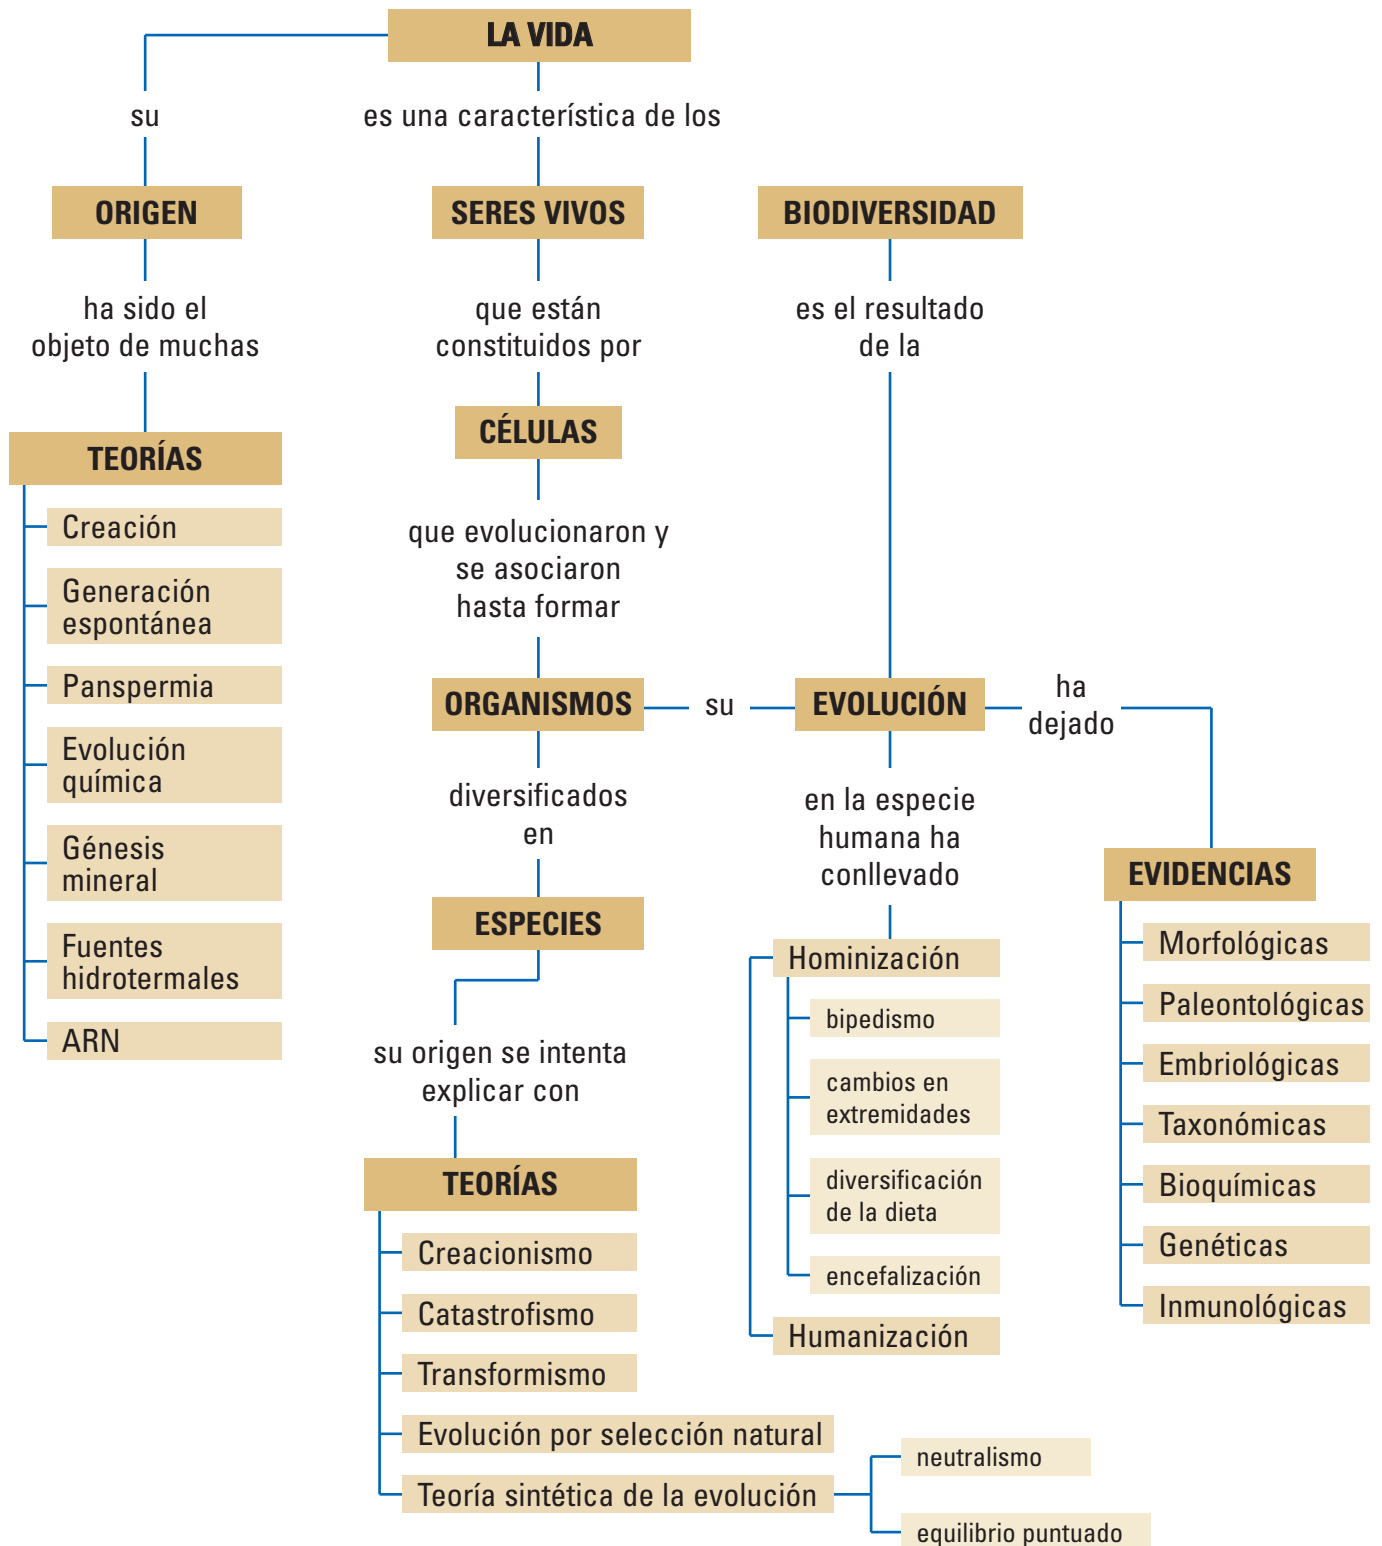 LA VIDA
su
es una característica de los
ORIGEN
SERES VIVOS
BIODIVERSIDAD
ha sido el
objeto de muchas
que están
constituidos por
es el resultado
de la
TEORÍAS
Creación
Generación
espontánea
Panspermia
Evolución
química
Génesis
mineral
Fuentes
hidrotermales
ARN
CÉLULAS
que evolucionaron y
se asociaron
hasta formar
ORGANISMOS
su
EVOLUCIÓN
ha
dejado
diversificados
en
ESPECIES
su origen se intenta
explicar con
TEORÍAS
Creacionismo
Catastrofismo
Transformismo
Evolución por selección natural
Teoría sintética de la evolución
neutralismo
equilibrio puntuado
en la especie
humana ha
conllevado
Hominización
bipedismo
cambios en
extremidades
diversificación
de la dieta
encefalización
Humanización
EVIDENCIAS
Morfológicas
Paleontológicas
Embriológicas
Taxonómicas
Bioquímicas
Genéticas
Inmunológicas